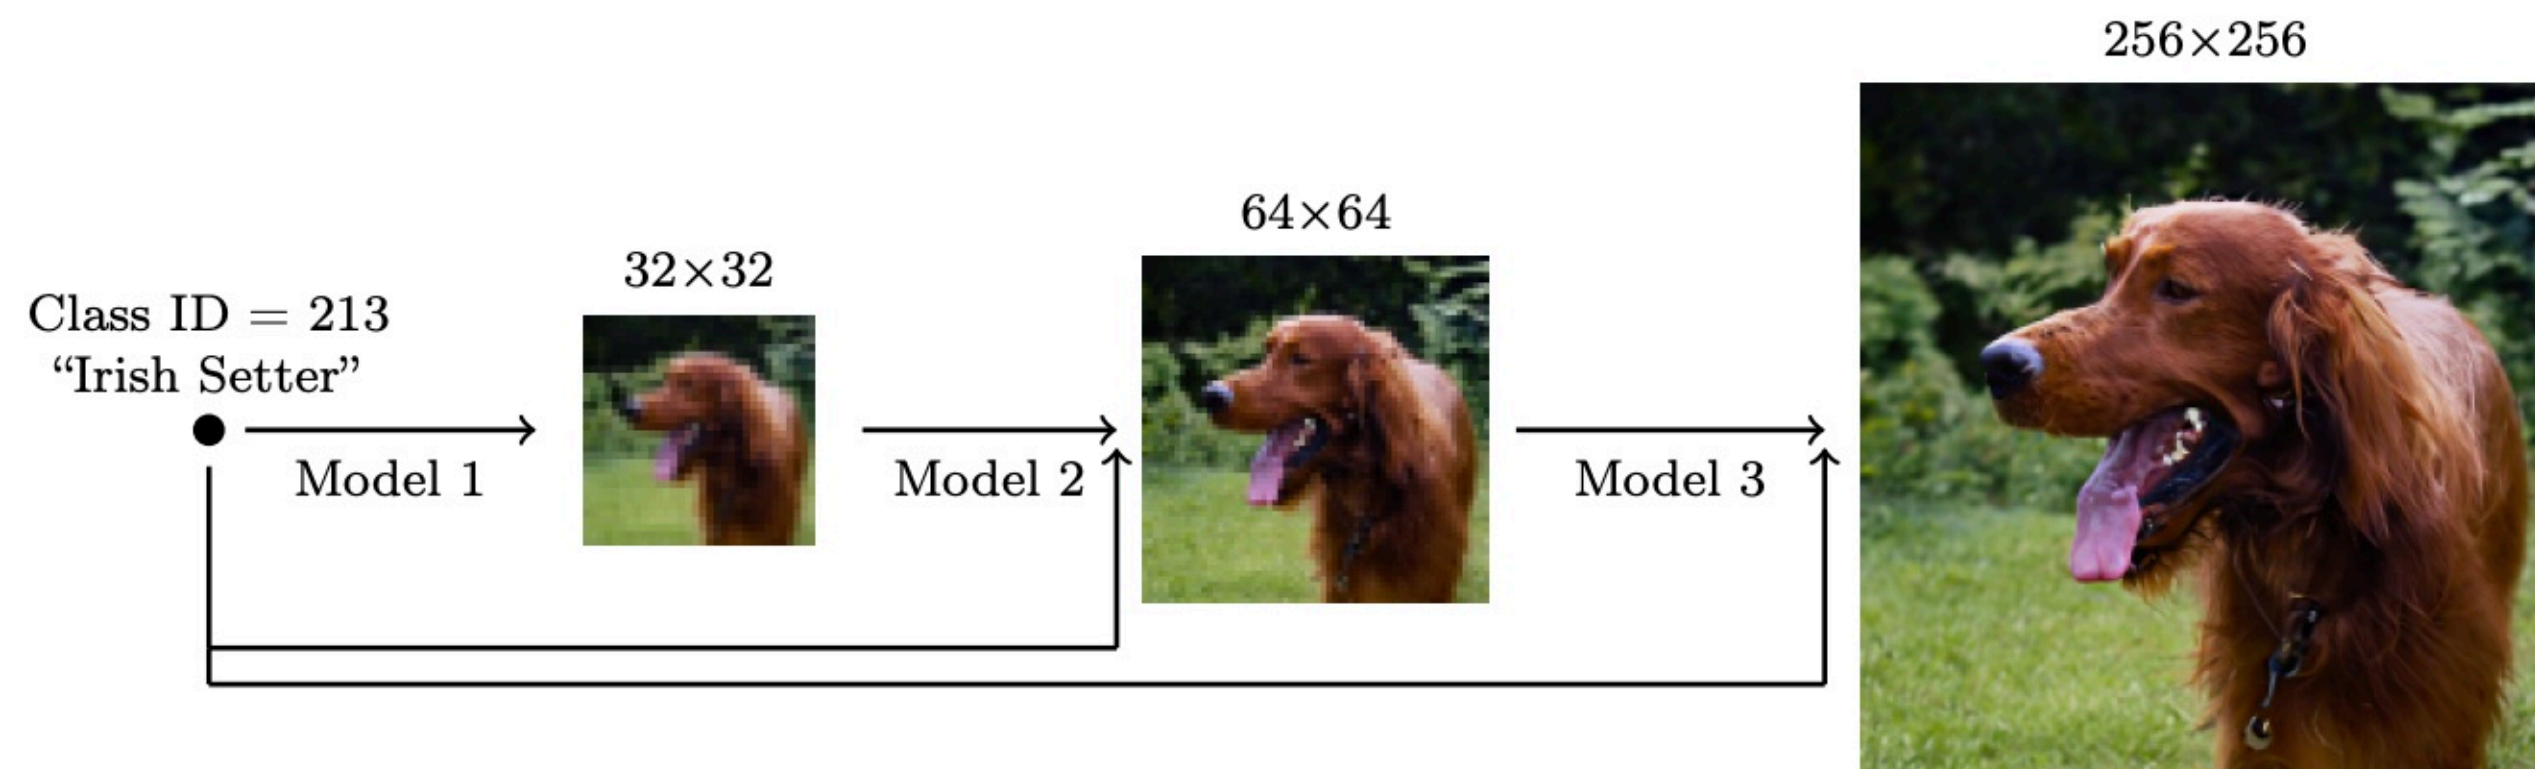 Class ID = 213
“Irish Setter”
Model 1
32×32
Model 2
64×64
Model 3
256×256